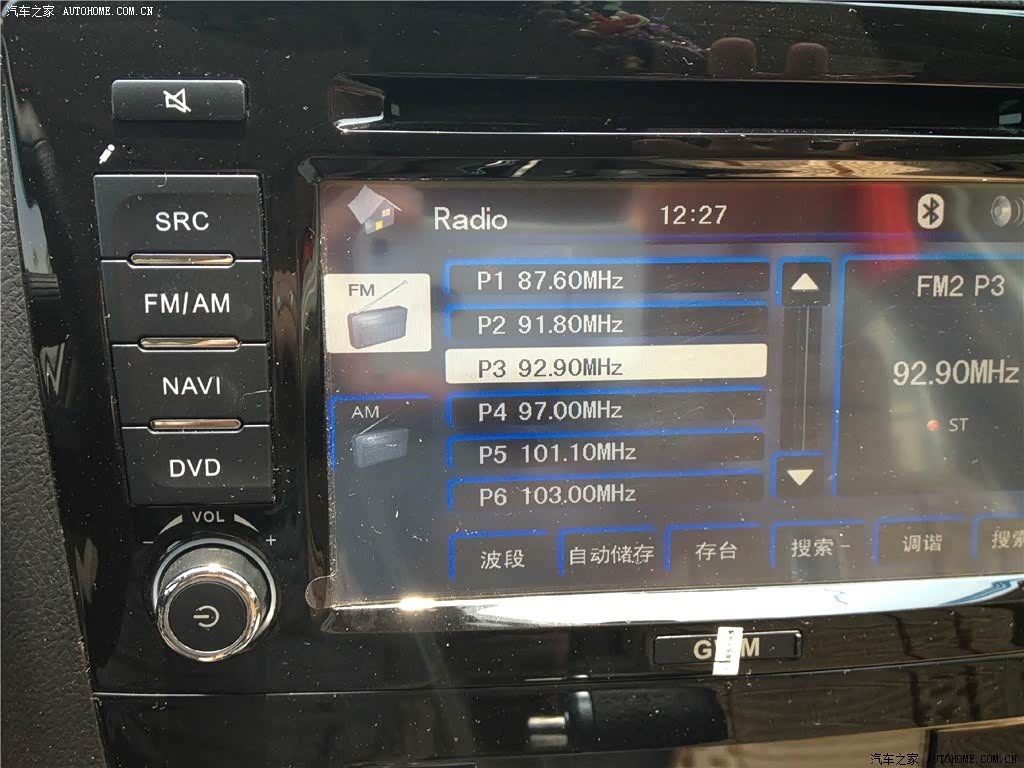 汽车之家 AUTOHOME.COM.CN
SRC
FM/AM
NAVI
DVD
VOL
- +
Radio 12:27
FM
AM
P1 87.60MHz
P2 91.80MHz
P3 92.90MHz
P4 97.00MHz
P5 101.10MHz
P6 103.00MHz
FM2 P3
92.90MHz
ST
波段 自动储存 存台 搜索- 调谐 搜索
汽车之家 AUTOHOME.COM.CN